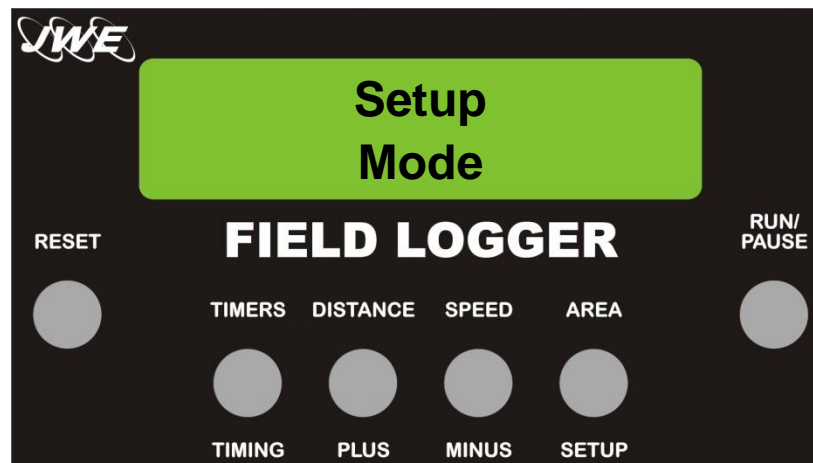 JWE
Setup
Mode
RESET
FIELD LOGGER
RUN/
PAUSE
TIMERS DISTANCE SPEED AREA
TIMING PLUS MINUS SETUP